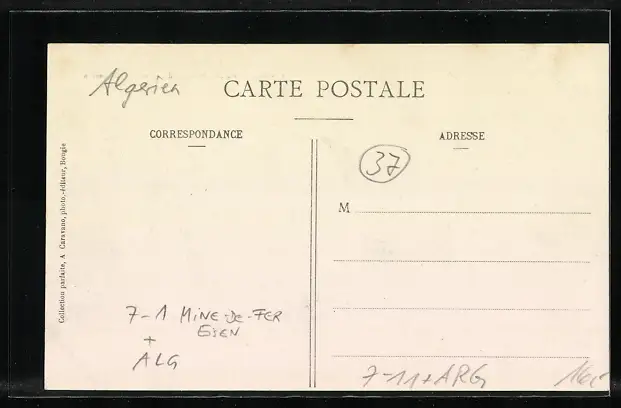 Algerien
CARTE POSTALE
CORRESPONDANCE
ADRESSE
37
M
Collection parfaite, A Caravano, photo.-éditeur, Bougie
7-1 MiNE-De-FER
EiSEN
+
ALG
7-11+ARG